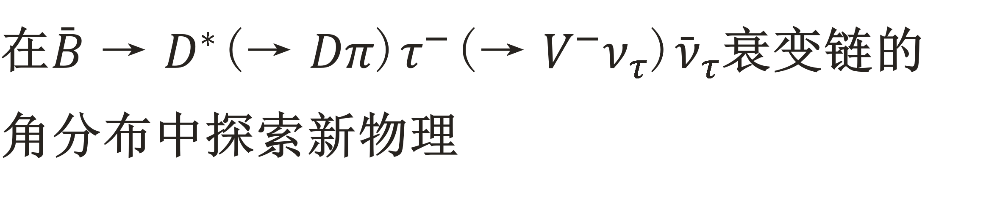 在B̄ → D*(→ Dπ)τ⁻(→ V⁻ν_τ)ν̄_τ衰变链的
角分布中探索新物理